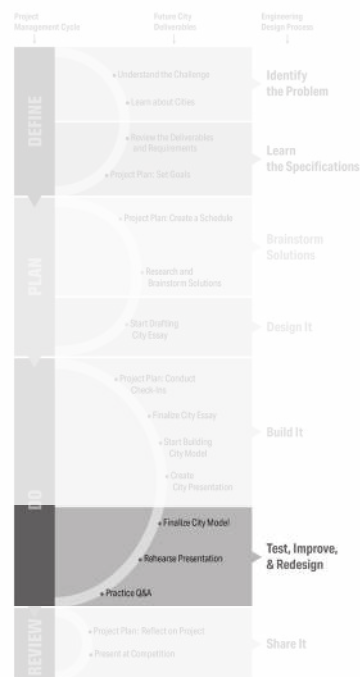 Project
Management Cycle
Future City
Deliverables
Engineering
Design Process
DEFINE
Understand the Challenge
Learn about Cities
Identify
the Problem
Review the Deliverables
and Requirements
Project Plan: Set Goals
Learn
the Specifications
PLAN
Project Plan: Create a Schedule
Research and
Brainstorm Solutions
Brainstorm
Solutions
Start Drafting
City Essay
Design It
DO
Project Plan: Conduct
Check-Ins
Finalize City Essay
Start Building
City Model
Create
City Presentation
Build It
Finalize City Model
Rehearse Presentation
Practice Q&A
Test, Improve,
& Redesign
REVIEW
Project Plan: Reflect on Project
Present at Competition
Share It